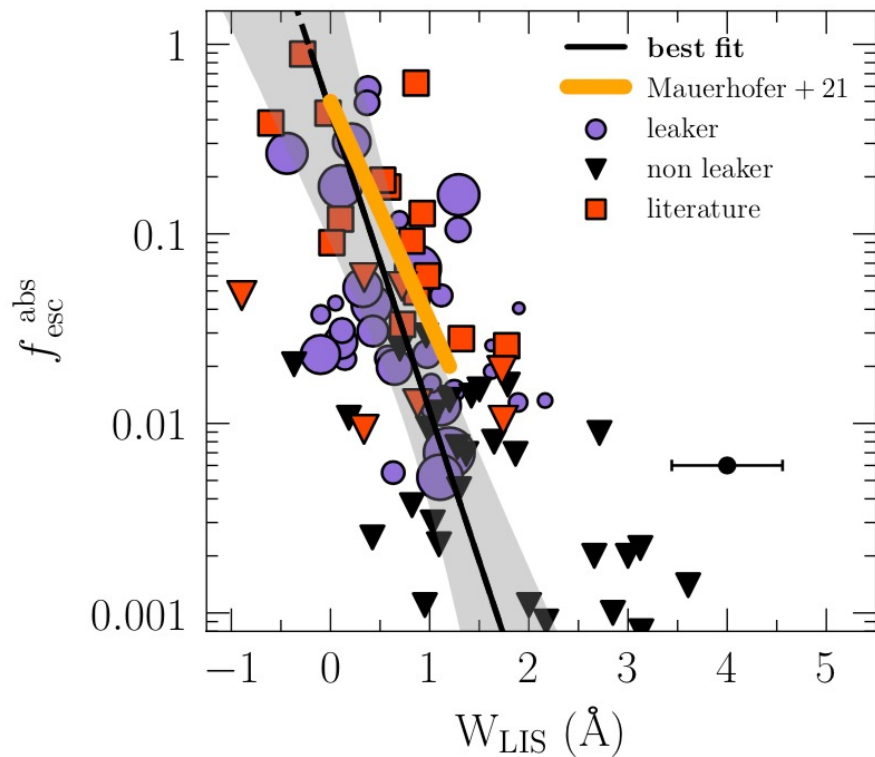 best fit
Mauerhofer + 21
leaker
non leaker
literature
1
0.1
0.01
0.001
f esc abs
−1 0 1 2 3 4 5
W_LIS (Å)